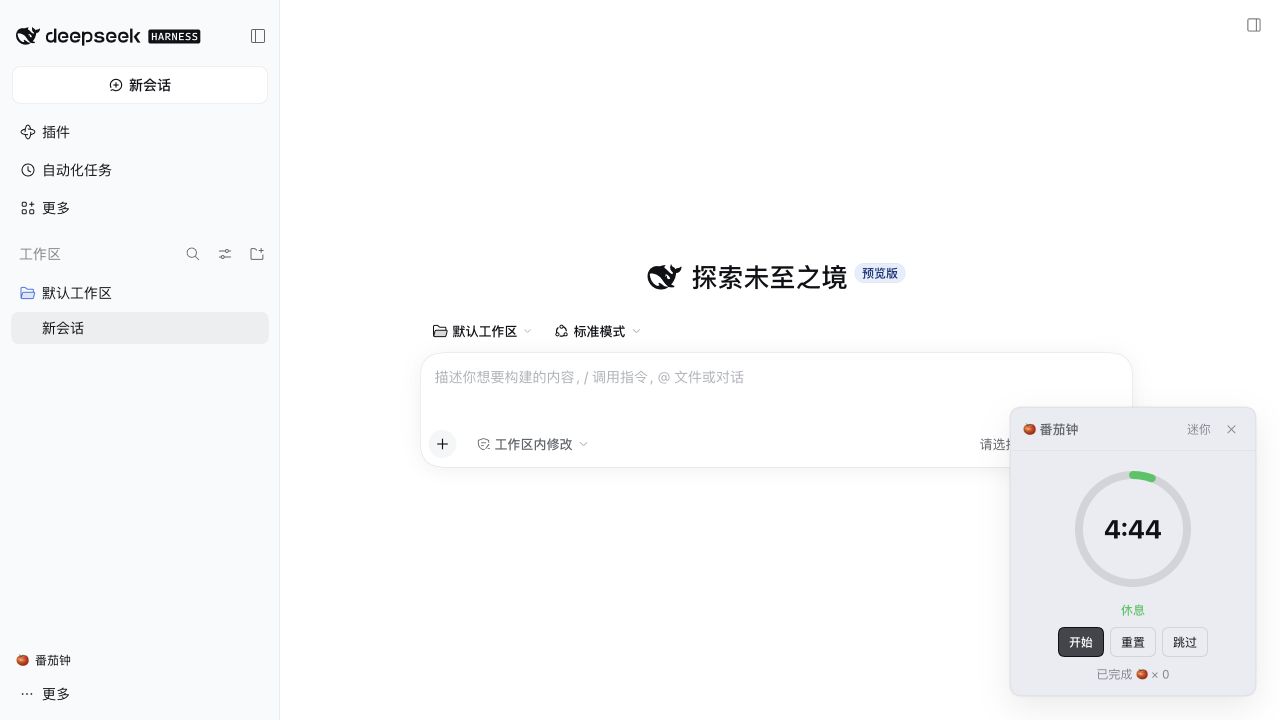 deepseek HARNESS
新会话
插件
自动化任务
更多
工作区
默认工作区
新会话
番茄钟
更多
探索未至之境 预览版
默认工作区 标准模式
描述你想要构建的内容, / 调用指令, @ 文件或对话
工作区内修改 请选
番茄钟 迷你
4:44
休息
开始 重置 跳过
已完成 × 0